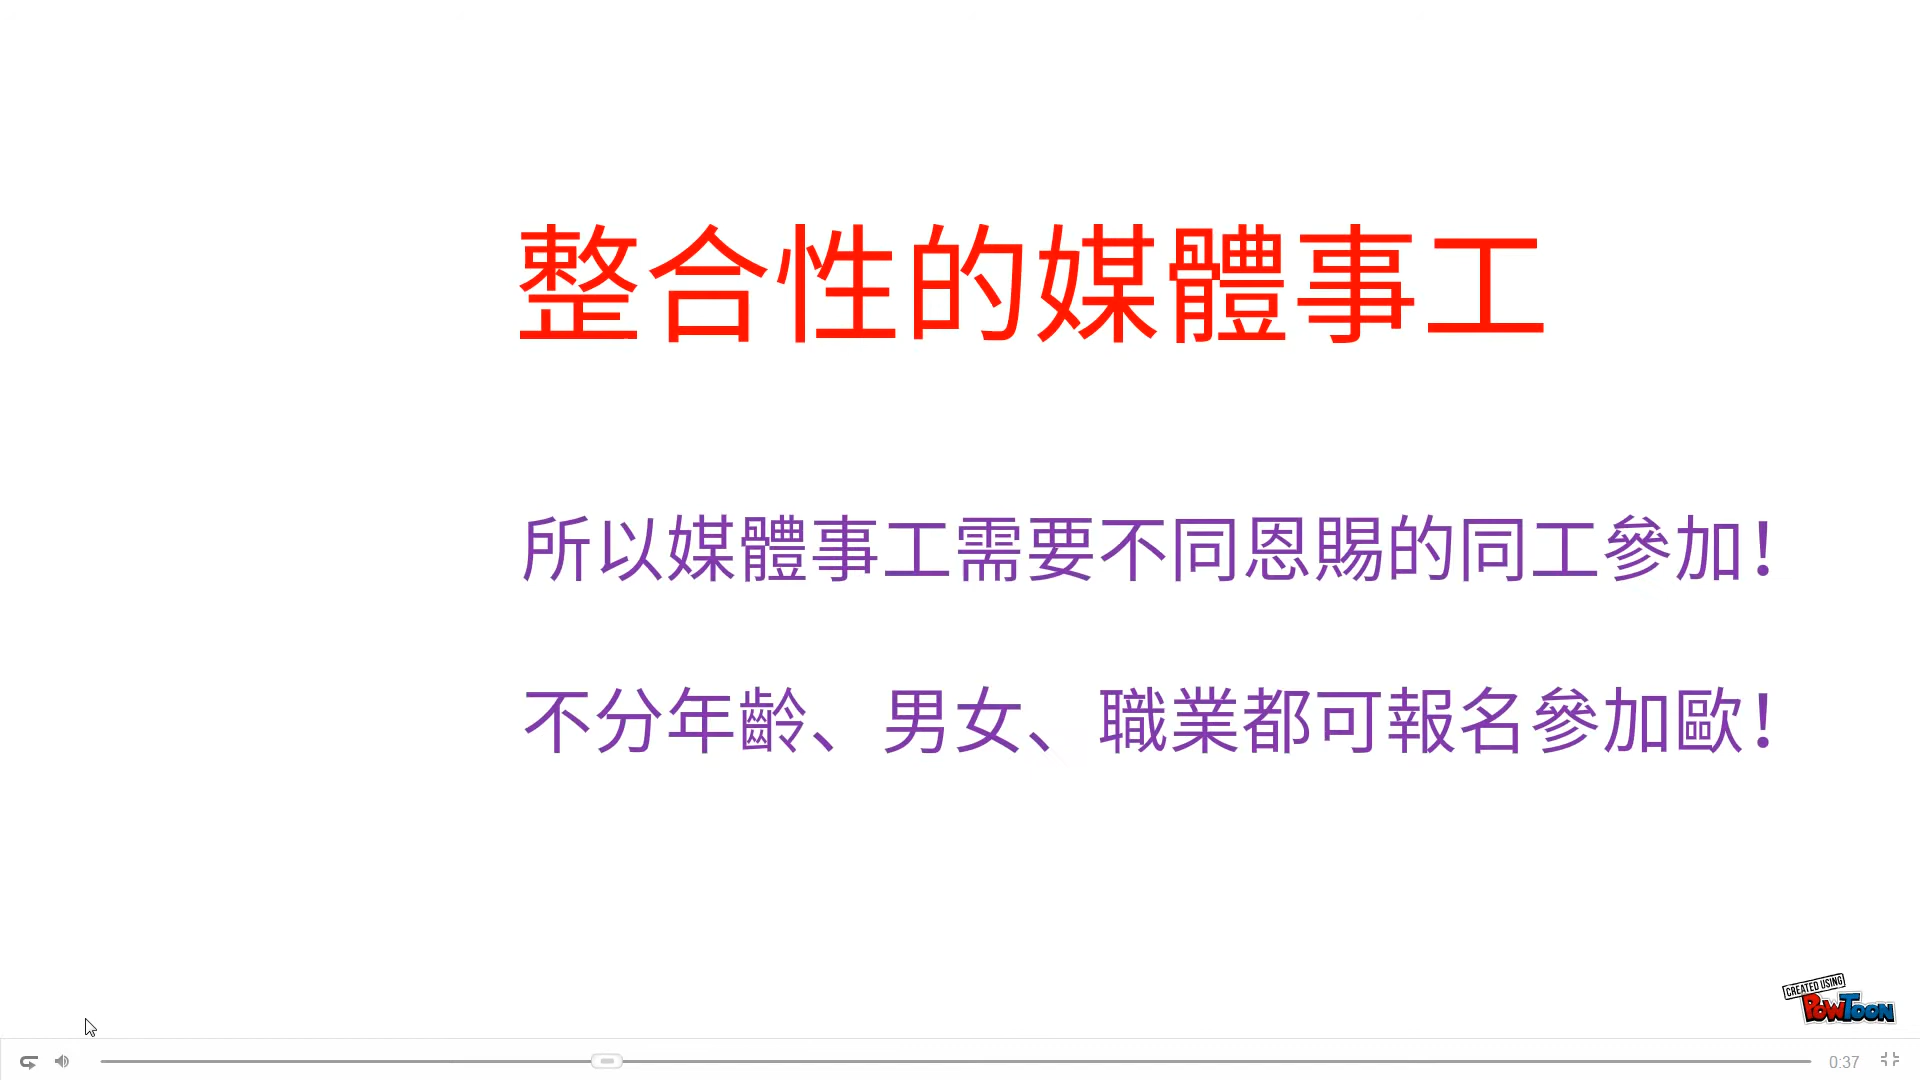 整合性的媒體事工
所以媒體事工需要不同恩賜的同工參加！
不分年齡、男女、職業都可報名參加歐！
CREATED USING
POWTOON
0:37